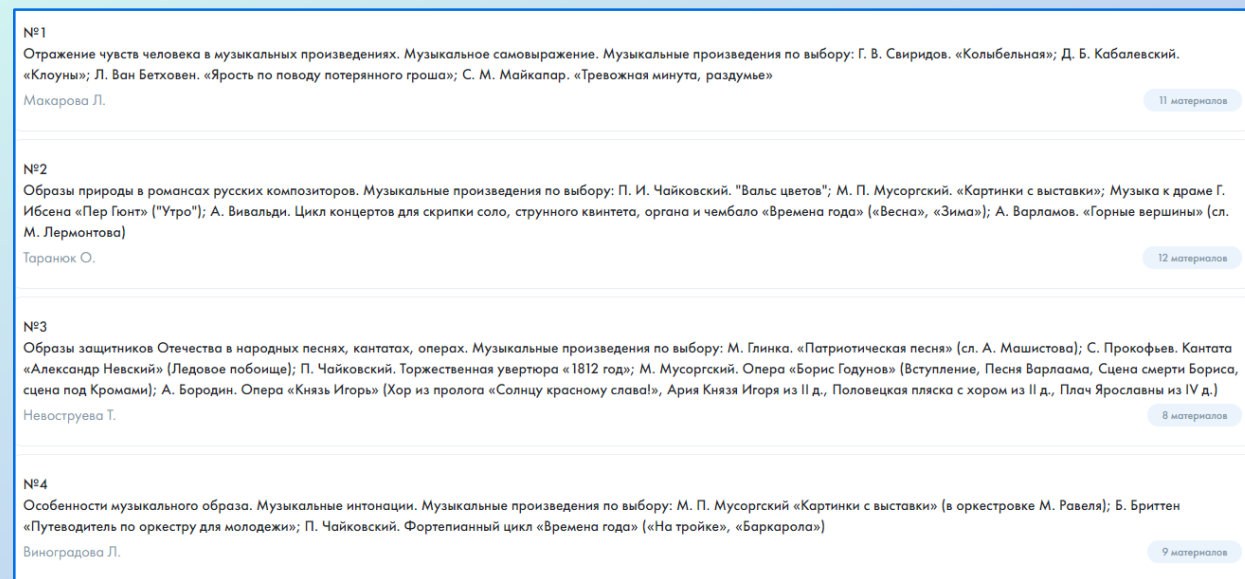 №1
Отражение чувств человека в музыкальных произведениях. Музыкальное самовыражение. Музыкальные произведения по выбору: Г. В. Свиридов. «Колыбельная»; Д. Б. Кабалевский.
«Клоуны»; Л. Ван Бетховен. «Ярость по поводу потерянного гроша»; С. М. Майкапар. «Тревожная минута, раздумье»
Макарова Л.
11 материалов
№2
Образы природы в романсах русских композиторов. Музыкальные произведения по выбору: П. И. Чайковский. "Вальс цветов"; М. П. Мусоргский. «Картинки с выставки»; Музыка к драме Г.
Ибсена «Пер Гюнт» ("Утро"); А. Вивальди. Цикл концертов для скрипки соло, струнного квинтета, органа и чембало «Времена года» («Весна», «Зима»); А. Варламов. «Горные вершины» (сл.
М. Лермонтова)
Таранюк О.
12 материалов
№3
Образы защитников Отечества в народных песнях, кантатах, операх. Музыкальные произведения по выбору: М. Глинка. «Патриотическая песня» (сл. А. Машистова); С. Прокофьев. Кантата
«Александр Невский» (Ледовое побоище); П. Чайковский. Торжественная увертюра «1812 год»; М. Мусоргский. Опера «Борис Годунов» (Вступление, Песня Варлаама, Сцена смерти Бориса,
сцена под Кромами); А. Бородин. Опера «Князь Игорь» (Хор из пролога «Солнцу красному слава!», Ария Князя Игоря из II д., Половецкая пляска с хором из II д., Плач Ярославны из IV д.)
Невоструева Т.
8 материалов
№4
Особенности музыкального образа. Музыкальные интонации. Музыкальные произведения по выбору: М. П. Мусоргский «Картинки с выставки» (в оркестровке М. Равеля); Б. Бриттен
«Путеводитель по оркестру для молодежи»; П. Чайковский. Фортепианный цикл «Времена года» («На тройке», «Баркарола»)
Виноградова Л.
9 материалов